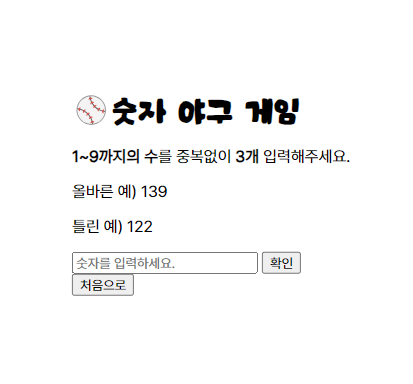 숫자 야구 게임
1~9까지의 수를 중복없이 3개 입력해주세요.
올바른 예) 139
틀린 예) 122
숫자를 입력하세요. 확인
처음으로